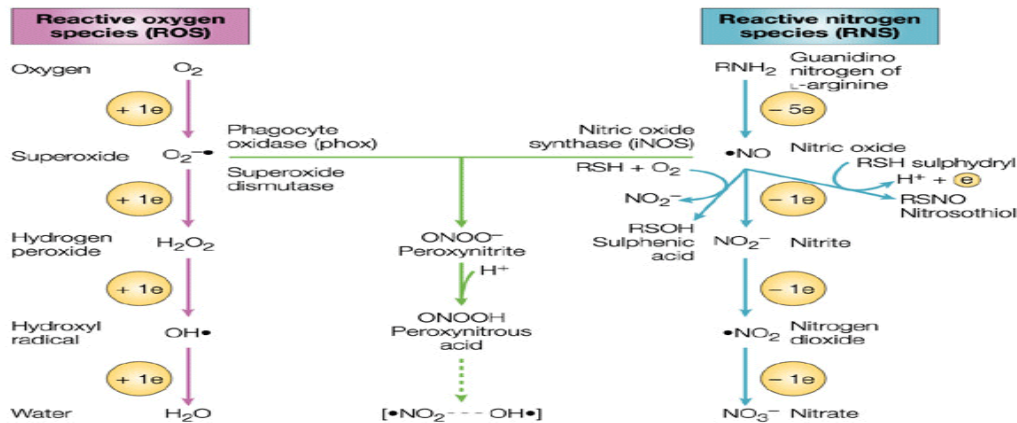 Reactive oxygen
species (ROS)
Reactive nitrogen
species (RNS)
Oxygen
O₂
RNH₂
Guanidino
nitrogen of
L-arginine
+ 1e
− 5e
Phagocyte
oxidase (phox)
Nitric oxide
synthase (iNOS)
Superoxide
O₂⁻•
•NO
Nitric oxide
Superoxide
dismutase
RSH + O₂
RSH sulphydryl
H⁺ + e
NO₂⁻
+ 1e
− 1e
RSNO
Nitrosothiol
RSOH
Sulphenic
acid
Hydrogen
peroxide
H₂O₂
ONOO⁻
Peroxynitrite
NO₂⁻
Nitrite
H⁺
+ 1e
− 1e
Hydroxyl
radical
OH•
ONOOH
Peroxynitrous
acid
•NO₂
Nitrogen
dioxide
+ 1e
− 1e
Water
H₂O
[•NO₂--- OH•]
NO₃⁻
Nitrate